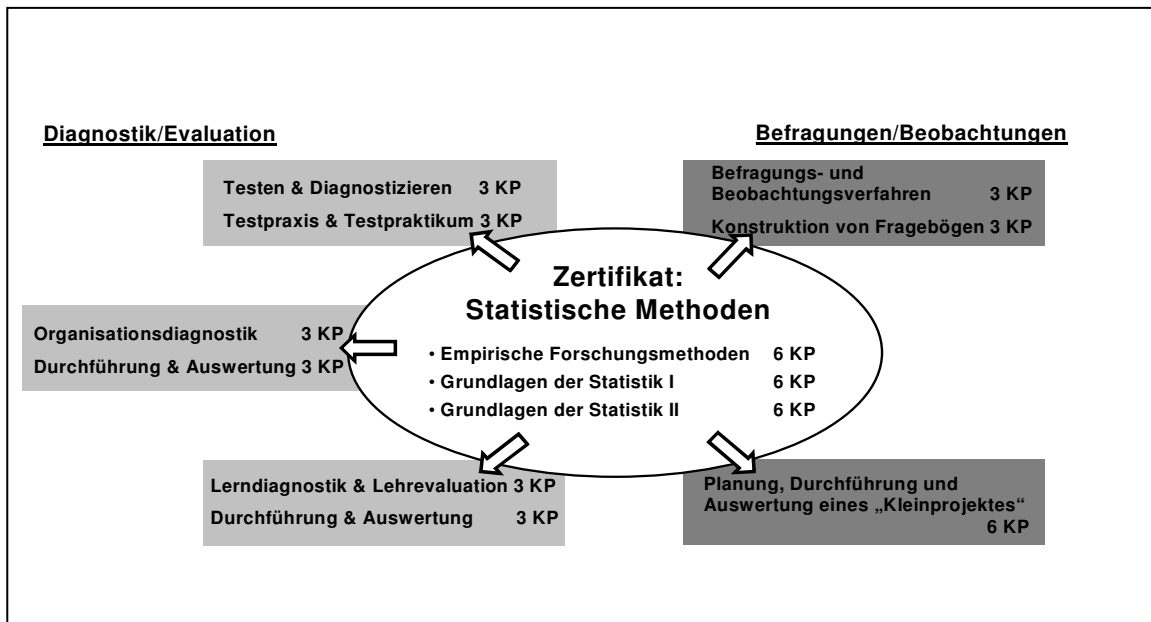 Diagnostik/Evaluation
Befragungen/Beobachtungen
Testen & Diagnostizieren 3 KP
Testpraxis & Testpraktikum 3 KP
Befragungs- und
Beobachtungsverfahren 3 KP
Konstruktion von Fragebögen 3 KP
Zertifikat:
Statistische Methoden
• Empirische Forschungsmethoden 6 KP
• Grundlagen der Statistik I 6 KP
• Grundlagen der Statistik II 6 KP
Organisationsdiagnostik 3 KP
Durchführung & Auswertung 3 KP
Lerndiagnostik & Lehrevaluation 3 KP
Durchführung & Auswertung 3 KP
Planung, Durchführung und
Auswertung eines „Kleinprojektes“
6 KP